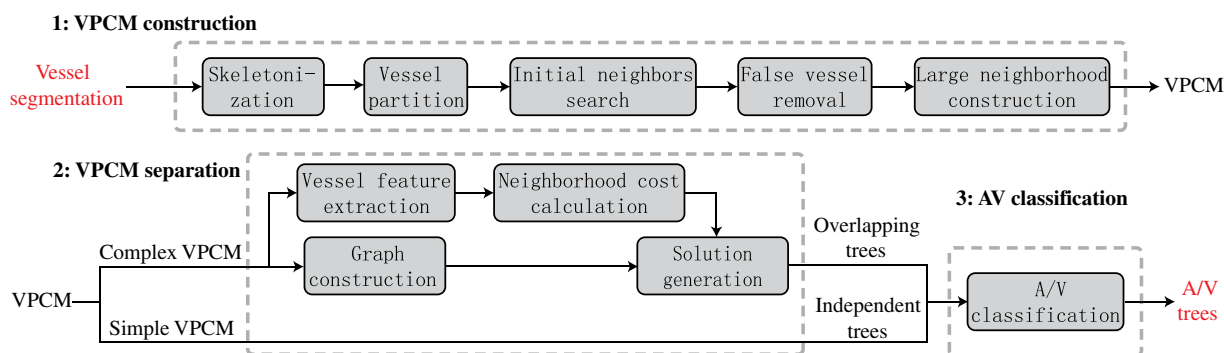 1: VPCM construction
Vessel
segmentation
Skeletoni-
zation
Vessel
partition
Initial neighbors
search
False vessel
removal
Large neighborhood
construction
VPCM
2: VPCM separation
Vessel feature
extraction
Neighborhood cost
calculation
3: AV classification
Complex VPCM
Graph
construction
Solution
generation
Overlapping
trees
VPCM
Simple VPCM
Independent
trees
A/V
classification
A/V
trees